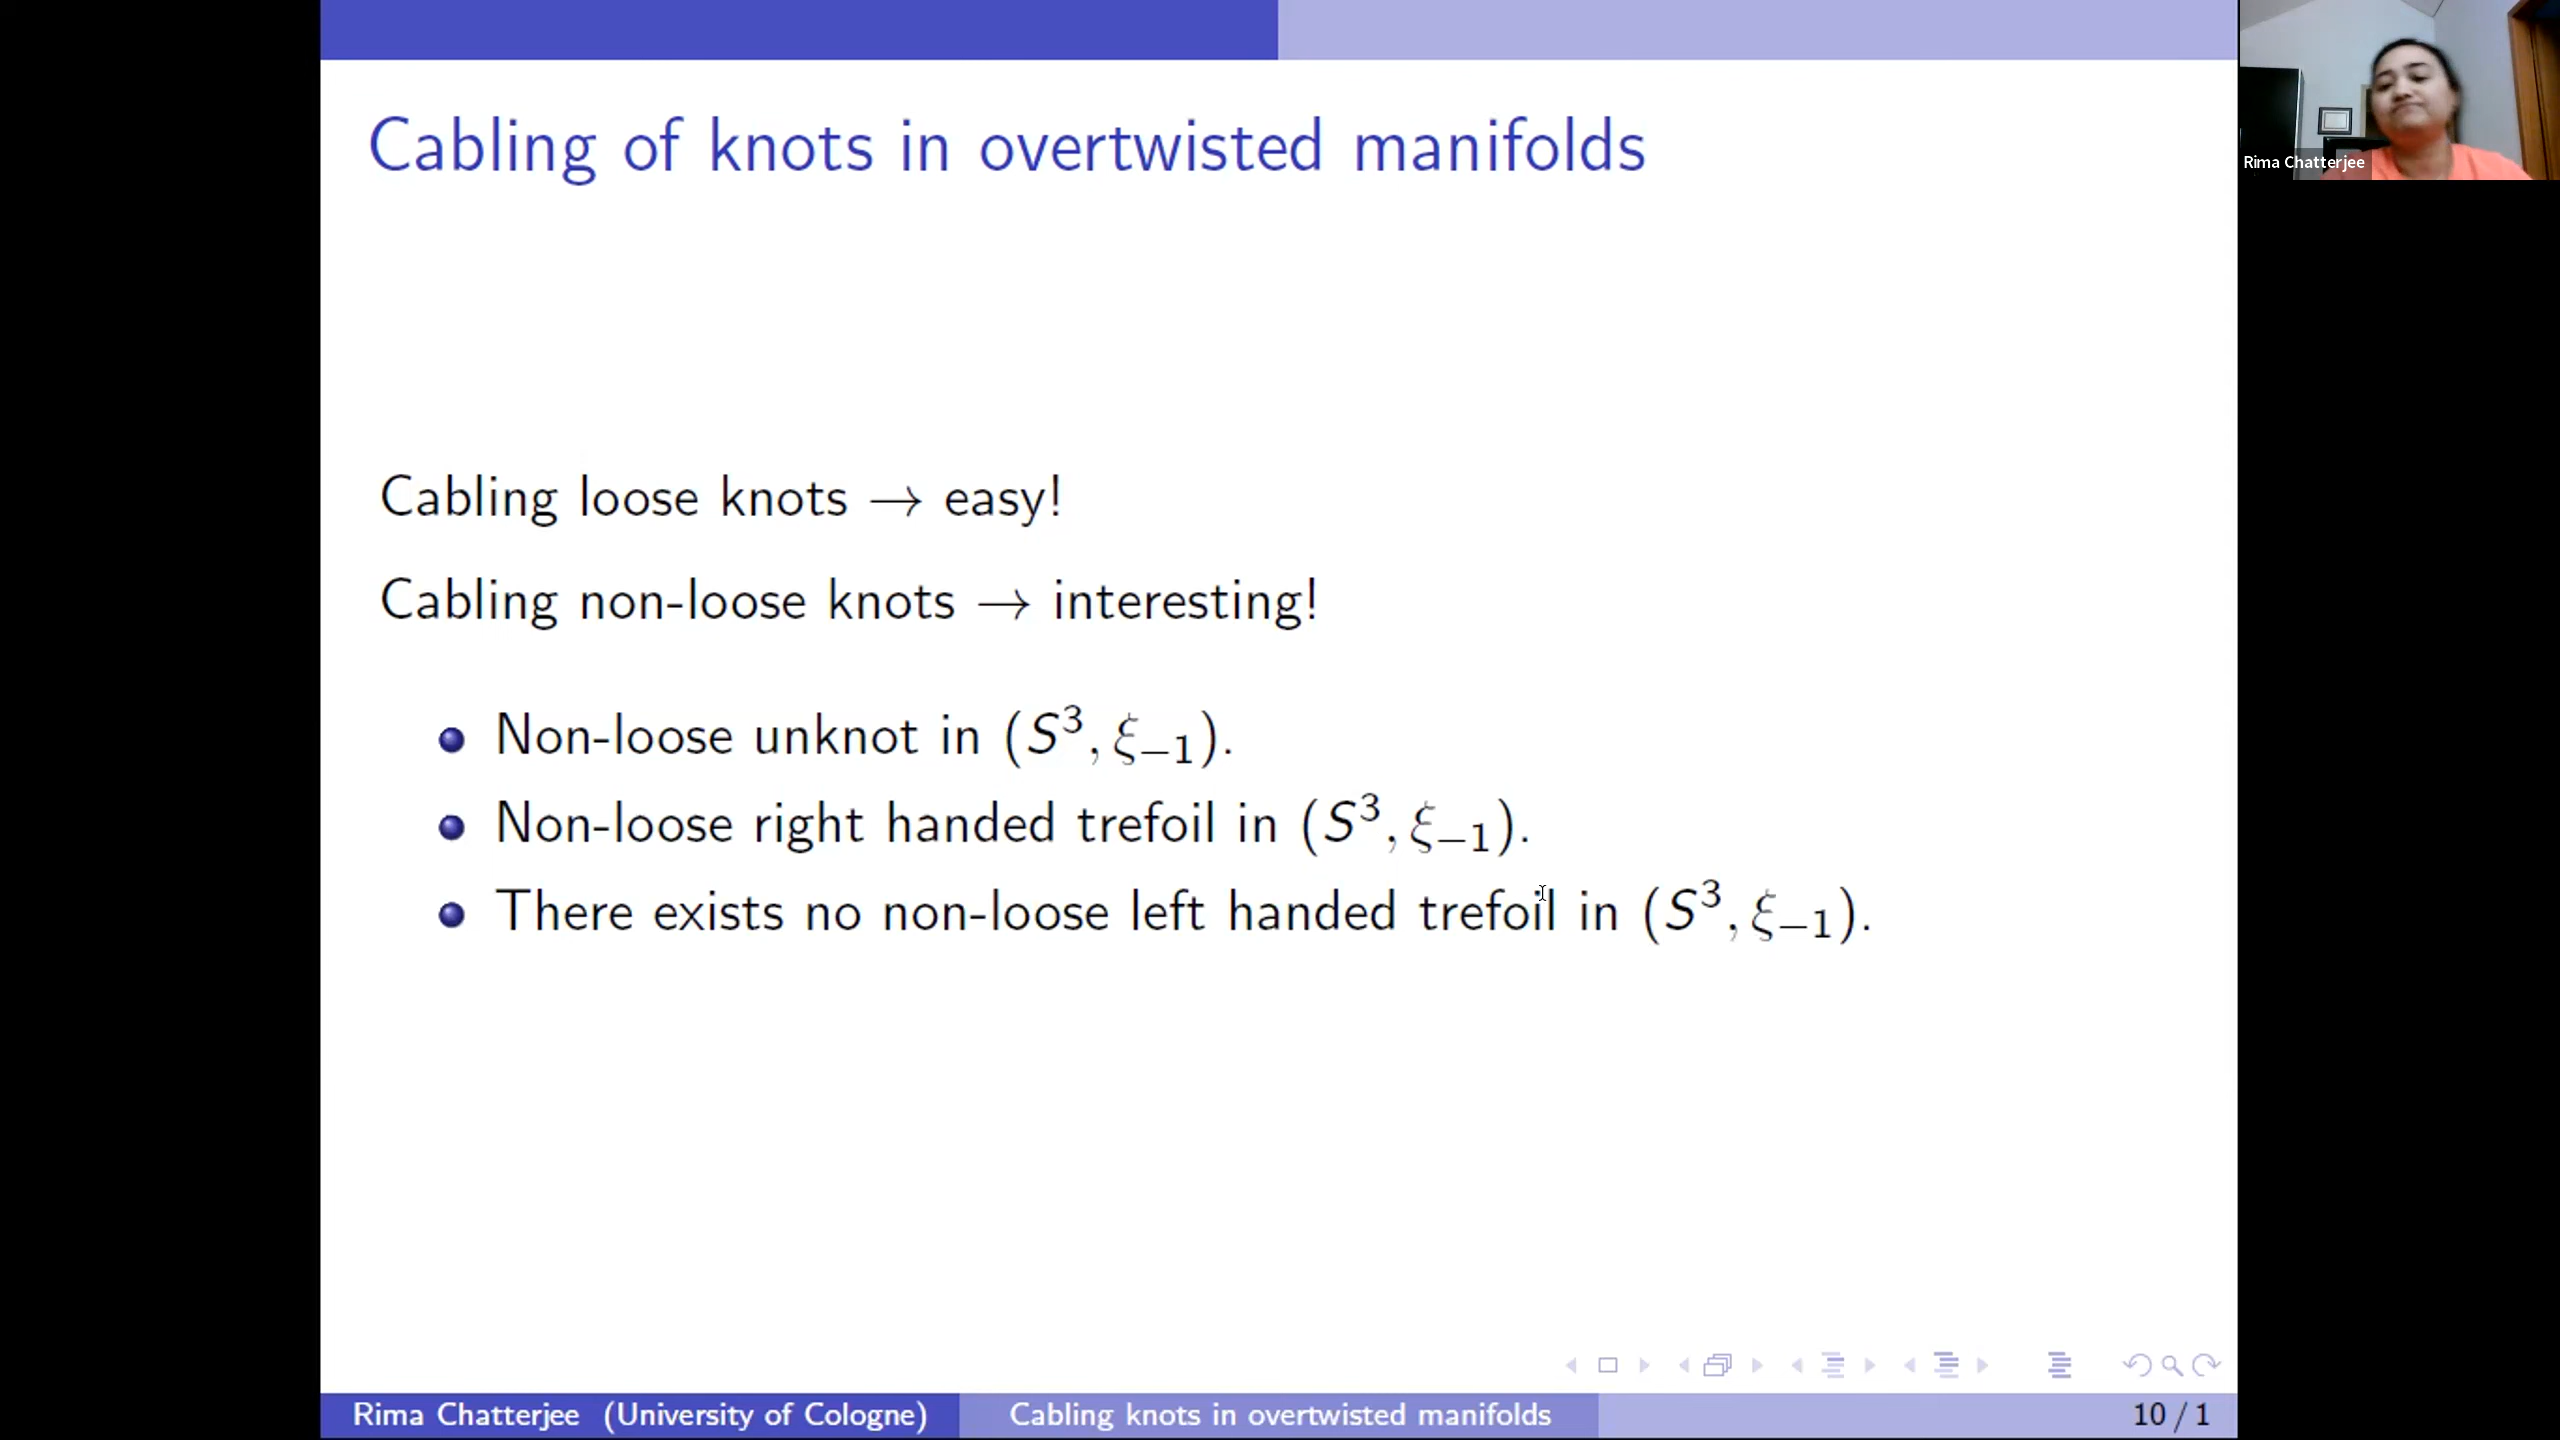 Cabling of knots in overtwisted manifolds
Rima Chatterjee
Cabling loose knots → easy!
Cabling non-loose knots → interesting!
Non-loose unknot in (S³, ξ₋₁).
Non-loose right handed trefoil in (S³, ξ₋₁).
There exists no non-loose left handed trefoil in (S³, ξ₋₁).
Rima Chatterjee (University of Cologne)
Cabling knots in overtwisted manifolds
10 / 1